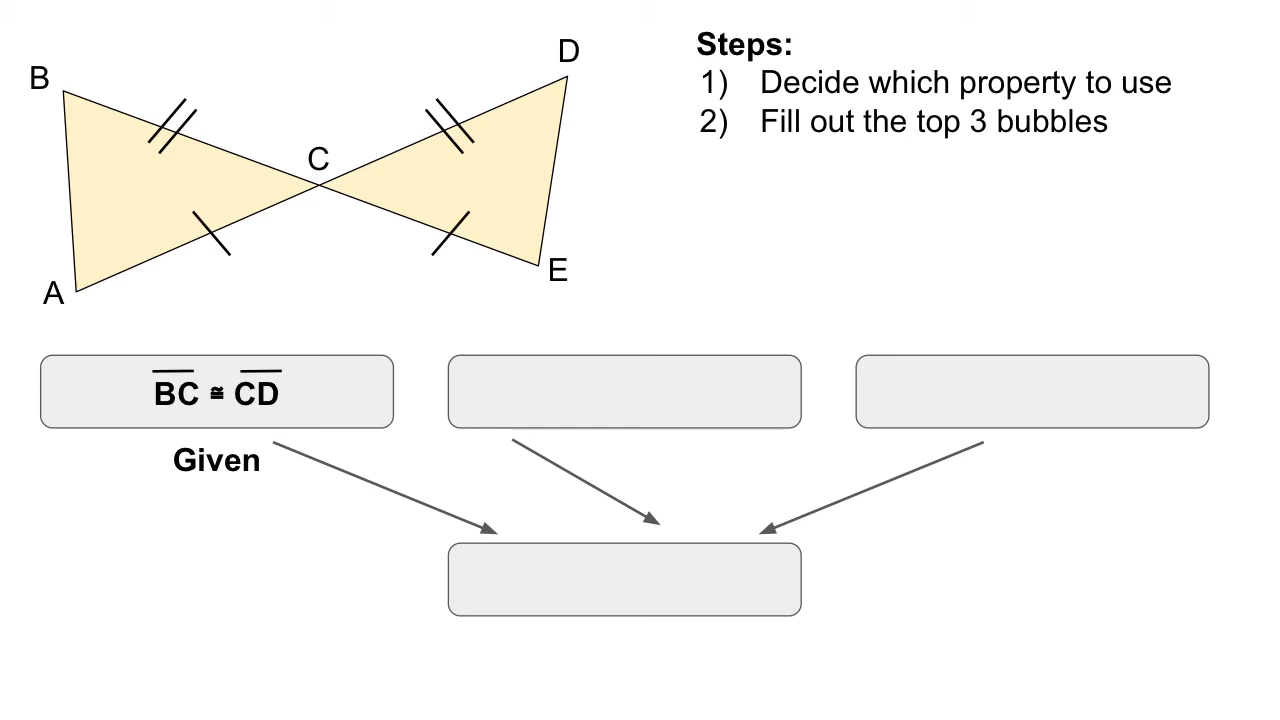 Steps:
1) Decide which property to use
2) Fill out the top 3 bubbles
B
D
C
A
E
BC ≅ CD
Given